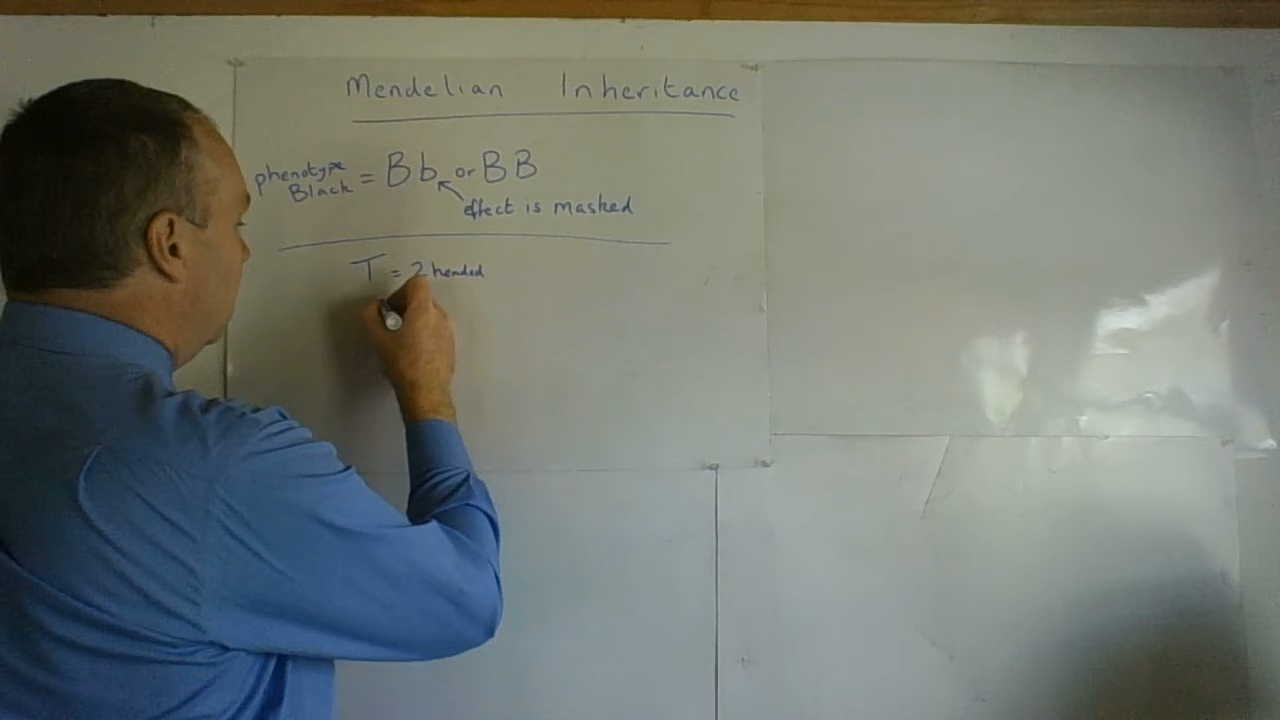 Mendelian Inheritance
phenotype
Black = Bb or BB
effect is masked
T = 2 headed